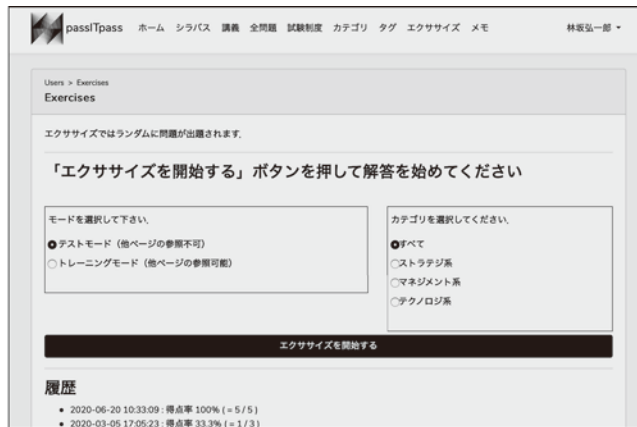 passITpass ホーム シラバス 講義 全問題 試験制度 カテゴリ タグ エクササイズ メモ 林坂弘一郎
Users > Exercises
Exercises
エクササイズではランダムに問題が出題されます.
「エクササイズを開始する」ボタンを押して解答を始めてください
モードを選択して下さい.
テストモード（他ページの参照不可）
トレーニングモード（他ページの参照可能）
カテゴリを選択してください.
すべて
ストラテジ系
マネジメント系
テクノロジ系
エクササイズを開始する
履歴
2020-06-20 10:33:09 : 得点率 100% ( = 5 / 5 )
2020-03-05 17:05:23 : 得点率 33.3% ( = 1 / 3 )